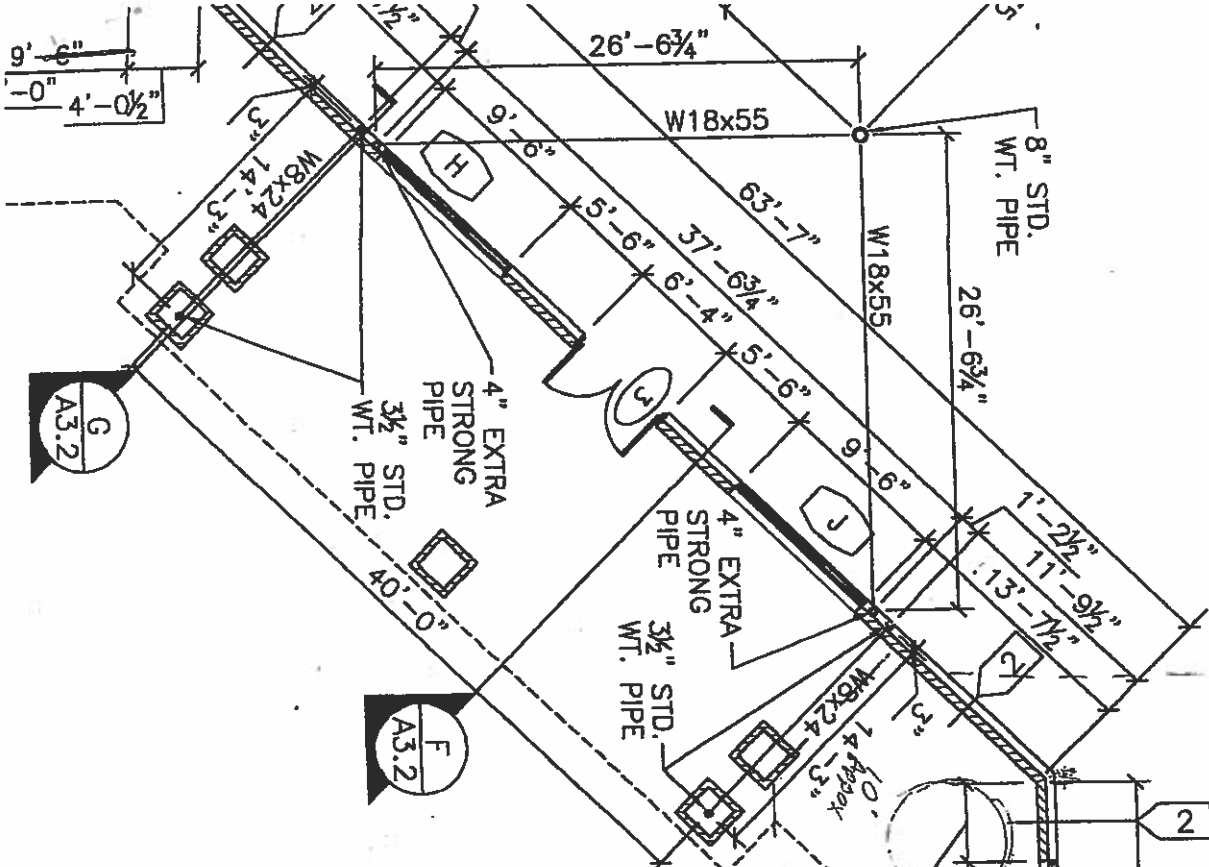 9'-6"
'-0"
4'-0½"
½"
26'-6¾"
W18x55
8" STD.
WT. PIPE
3"
W8x24
14'-3"
H
9'-6"
5'-6"
37'-6¾"
63'-7"
6'-4"
W18x55
26'-6¾"
5'-6"
3
4" EXTRA
STRONG
PIPE
3½" STD.
WT. PIPE
G
A3.2
9'-6"
J
1'-2½"
11'-9½"
13'-7½"
4" EXTRA
STRONG
PIPE
40'-0"
3½" STD.
WT. PIPE
2
3"
W8x24
14'-3"
10'
Approx
F
A3.2
2